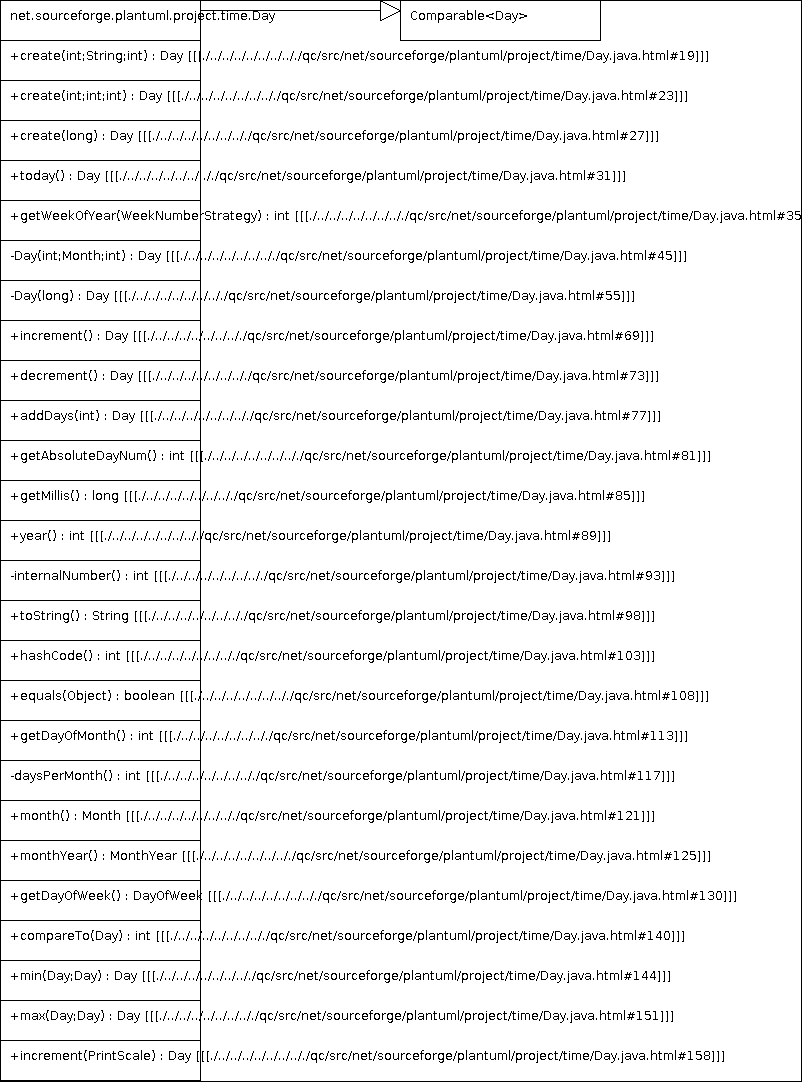 net.sourceforge.plantuml.project.time.Day
Comparable<Day>
+create(int;String;int) : Day [[[./../../../../../../../../qc/src/net/sourceforge/plantuml/project/time/Day.java.html#19]]]
+create(int;int;int) : Day [[[./../../../../../../../../qc/src/net/sourceforge/plantuml/project/time/Day.java.html#23]]]
+create(long) : Day [[[./../../../../../../../../qc/src/net/sourceforge/plantuml/project/time/Day.java.html#27]]]
+today() : Day [[[./../../../../../../../../qc/src/net/sourceforge/plantuml/project/time/Day.java.html#31]]]
+getWeekOfYear(WeekNumberStrategy) : int [[[./../../../../../../../../qc/src/net/sourceforge/plantuml/project/time/Day.java.html#35
-Day(int;Month;int) : Day [[[./../../../../../../../../qc/src/net/sourceforge/plantuml/project/time/Day.java.html#45]]]
-Day(long) : Day [[[./../../../../../../../../qc/src/net/sourceforge/plantuml/project/time/Day.java.html#55]]]
+increment() : Day [[[./../../../../../../../../qc/src/net/sourceforge/plantuml/project/time/Day.java.html#69]]]
+decrement() : Day [[[./../../../../../../../../qc/src/net/sourceforge/plantuml/project/time/Day.java.html#73]]]
+addDays(int) : Day [[[./../../../../../../../../qc/src/net/sourceforge/plantuml/project/time/Day.java.html#77]]]
+getAbsoluteDayNum() : int [[[./../../../../../../../../qc/src/net/sourceforge/plantuml/project/time/Day.java.html#81]]]
+getMillis() : long [[[./../../../../../../../../qc/src/net/sourceforge/plantuml/project/time/Day.java.html#85]]]
+year() : int [[[./../../../../../../../../qc/src/net/sourceforge/plantuml/project/time/Day.java.html#89]]]
-internalNumber() : int [[[./../../../../../../../../qc/src/net/sourceforge/plantuml/project/time/Day.java.html#93]]]
+toString() : String [[[./../../../../../../../../qc/src/net/sourceforge/plantuml/project/time/Day.java.html#98]]]
+hashCode() : int [[[./../../../../../../../../qc/src/net/sourceforge/plantuml/project/time/Day.java.html#103]]]
+equals(Object) : boolean [[[./../../../../../../../../qc/src/net/sourceforge/plantuml/project/time/Day.java.html#108]]]
+getDayOfMonth() : int [[[./../../../../../../../../qc/src/net/sourceforge/plantuml/project/time/Day.java.html#113]]]
-daysPerMonth() : int [[[./../../../../../../../../qc/src/net/sourceforge/plantuml/project/time/Day.java.html#117]]]
+month() : Month [[[./../../../../../../../../qc/src/net/sourceforge/plantuml/project/time/Day.java.html#121]]]
+monthYear() : MonthYear [[[./../../../../../../../../qc/src/net/sourceforge/plantuml/project/time/Day.java.html#125]]]
+getDayOfWeek() : DayOfWeek [[[./../../../../../../../../qc/src/net/sourceforge/plantuml/project/time/Day.java.html#130]]]
+compareTo(Day) : int [[[./../../../../../../../../qc/src/net/sourceforge/plantuml/project/time/Day.java.html#140]]]
+min(Day;Day) : Day [[[./../../../../../../../../qc/src/net/sourceforge/plantuml/project/time/Day.java.html#144]]]
+max(Day;Day) : Day [[[./../../../../../../../../qc/src/net/sourceforge/plantuml/project/time/Day.java.html#151]]]
+increment(PrintScale) : Day [[[./../../../../../../../../qc/src/net/sourceforge/plantuml/project/time/Day.java.html#158]]]